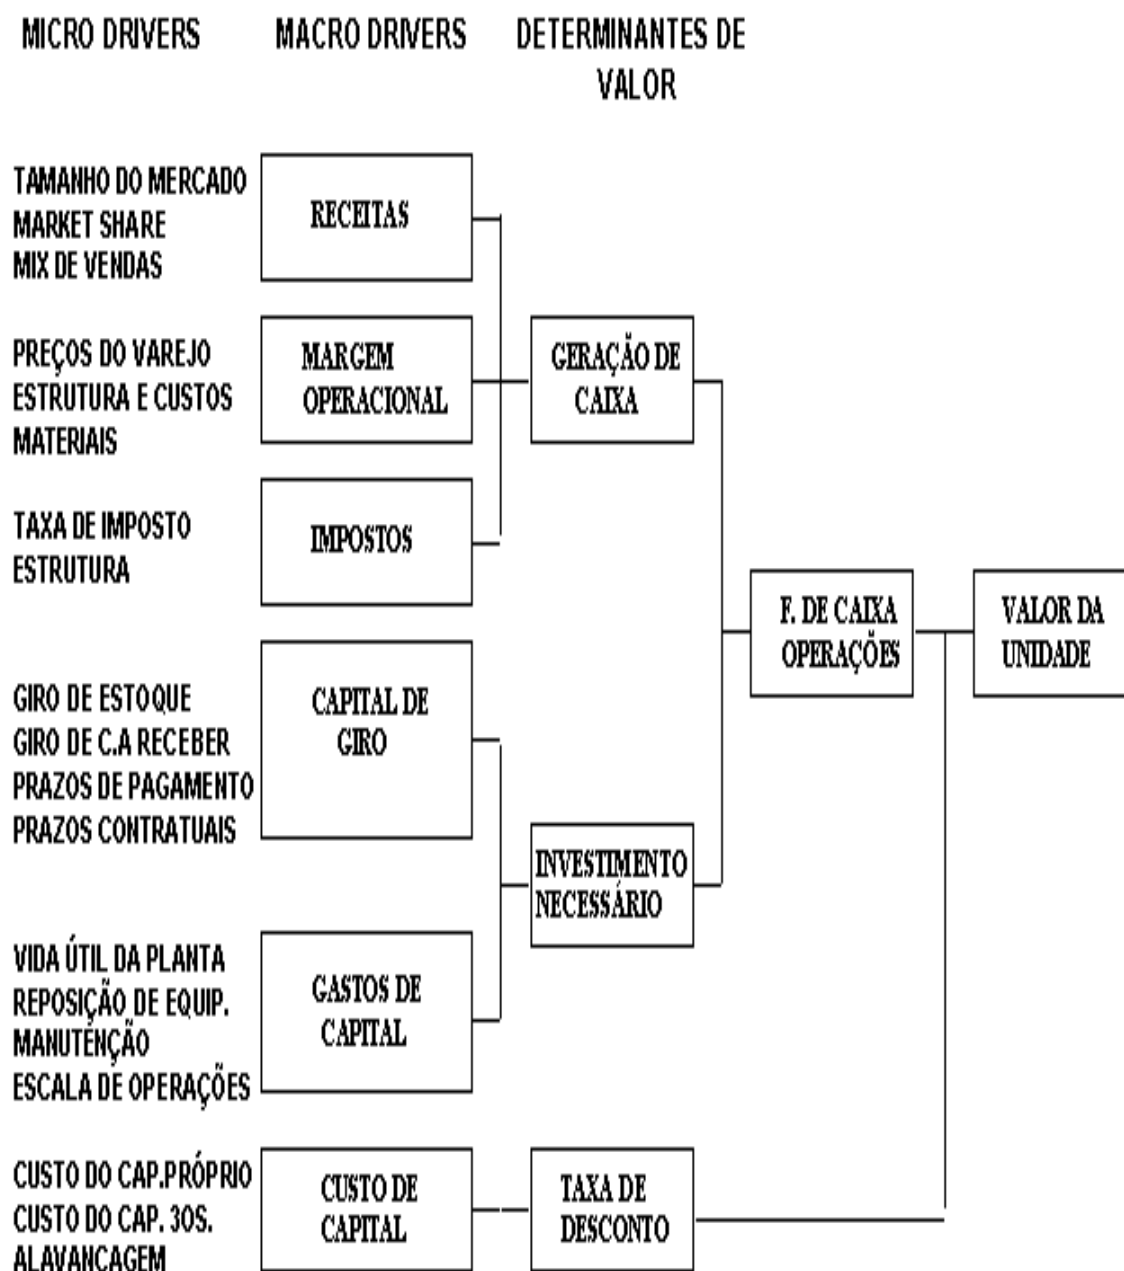 MICRO DRIVERS
MACRO DRIVERS
DETERMINANTES DE
VALOR
TAMANHO DO MERCADO
MARKET SHARE
MIX DE VENDAS
RECEITAS
PREÇOS DO VAREJO
ESTRUTURA E CUSTOS
MATERIAIS
MARGEM
OPERACIONAL
GERAÇÃO DE
CAIXA
TAXA DE IMPOSTO
ESTRUTURA
IMPOSTOS
F. DE CAIXA
OPERAÇÕES
VALOR DA
UNIDADE
GIRO DE ESTOQUE
GIRO DE C.A RECEBER
PRAZOS DE PAGAMENTO
PRAZOS CONTRATUAIS
CAPITAL DE
GIRO
INVESTIMENTO
NECESSÁRIO
VIDA ÚTIL DA PLANTA
REPOSIÇÃO DE EQUIP.
MANUTENÇÃO
ESCALA DE OPERAÇÕES
GASTOS DE
CAPITAL
CUSTO DO CAP.PRÓPRIO
CUSTO DO CAP. 3OS.
ALAVANCAGEM
CUSTO DE
CAPITAL
TAXA DE
DESCONTO